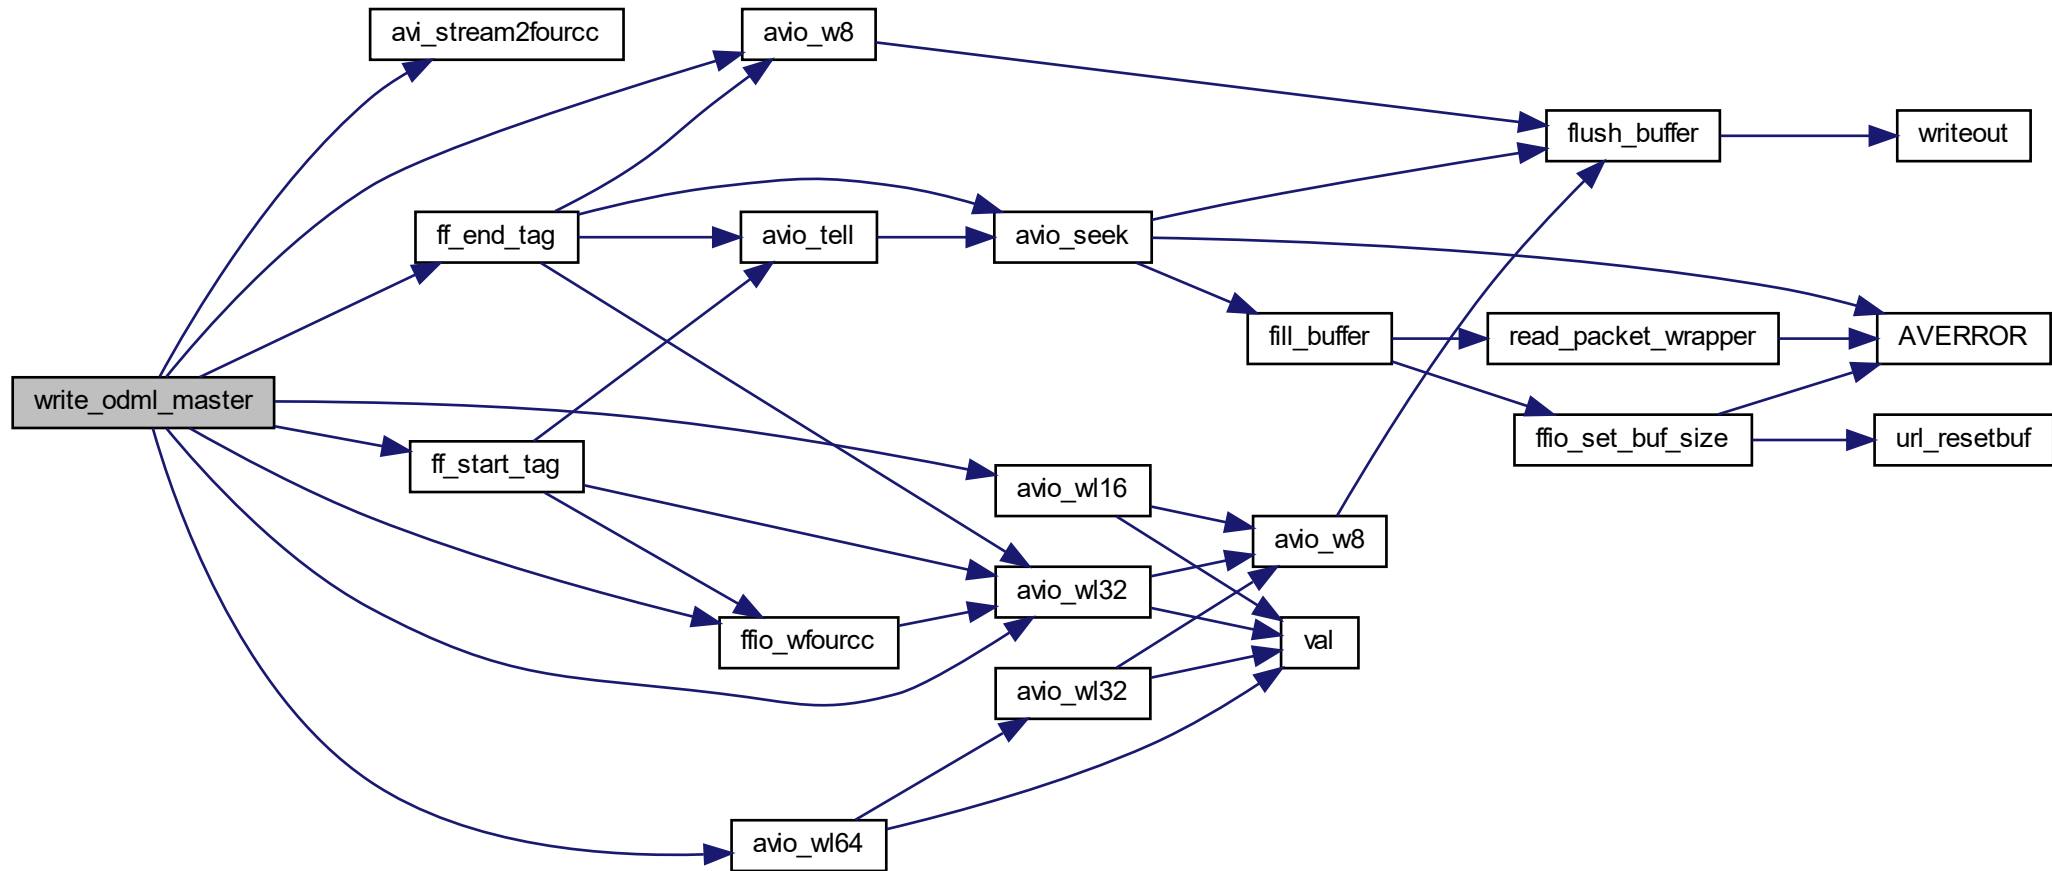 avi_stream2fourcc
avio_w8
flush_buffer
writeout
ff_end_tag
avio_tell
avio_seek
fill_buffer
read_packet_wrapper
AVERROR
write_odml_master
ff_start_tag
ffio_set_buf_size
url_resetbuf
avio_wl16
avio_w8
avio_wl32
ffio_wfourcc
val
avio_wl32
avio_wl64